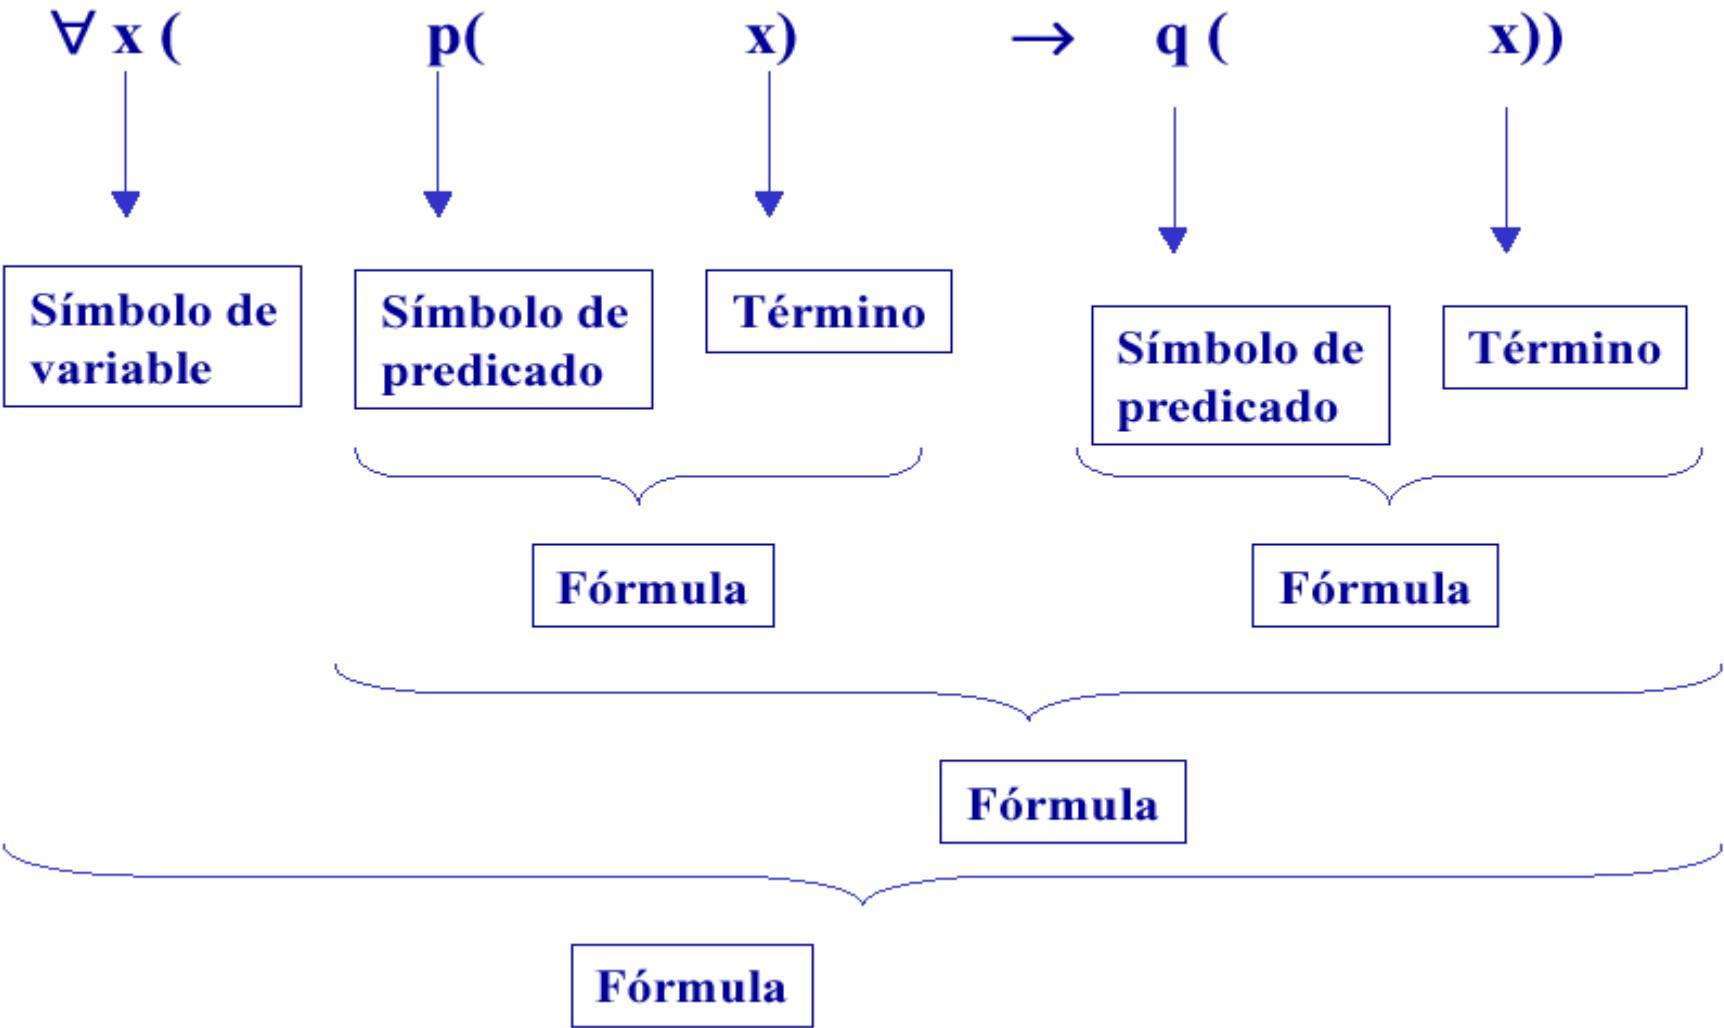 ∀ x ( p( x) → q ( x))
Símbolo de
variable
Símbolo de
predicado
Término
Símbolo de
predicado
Término
Fórmula
Fórmula
Fórmula
Fórmula